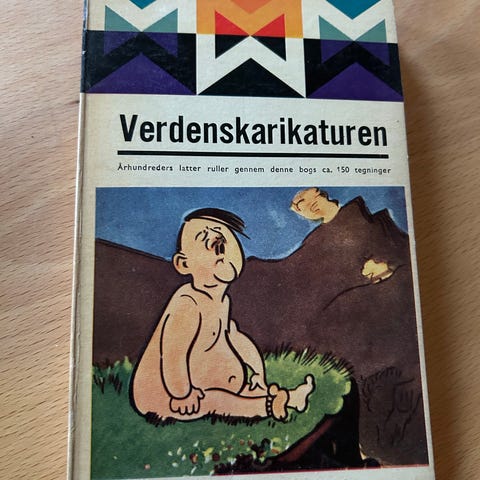 Verdenskarikaturen
Århundreders latter ruller gennem denne bogs ca. 150 tegninger